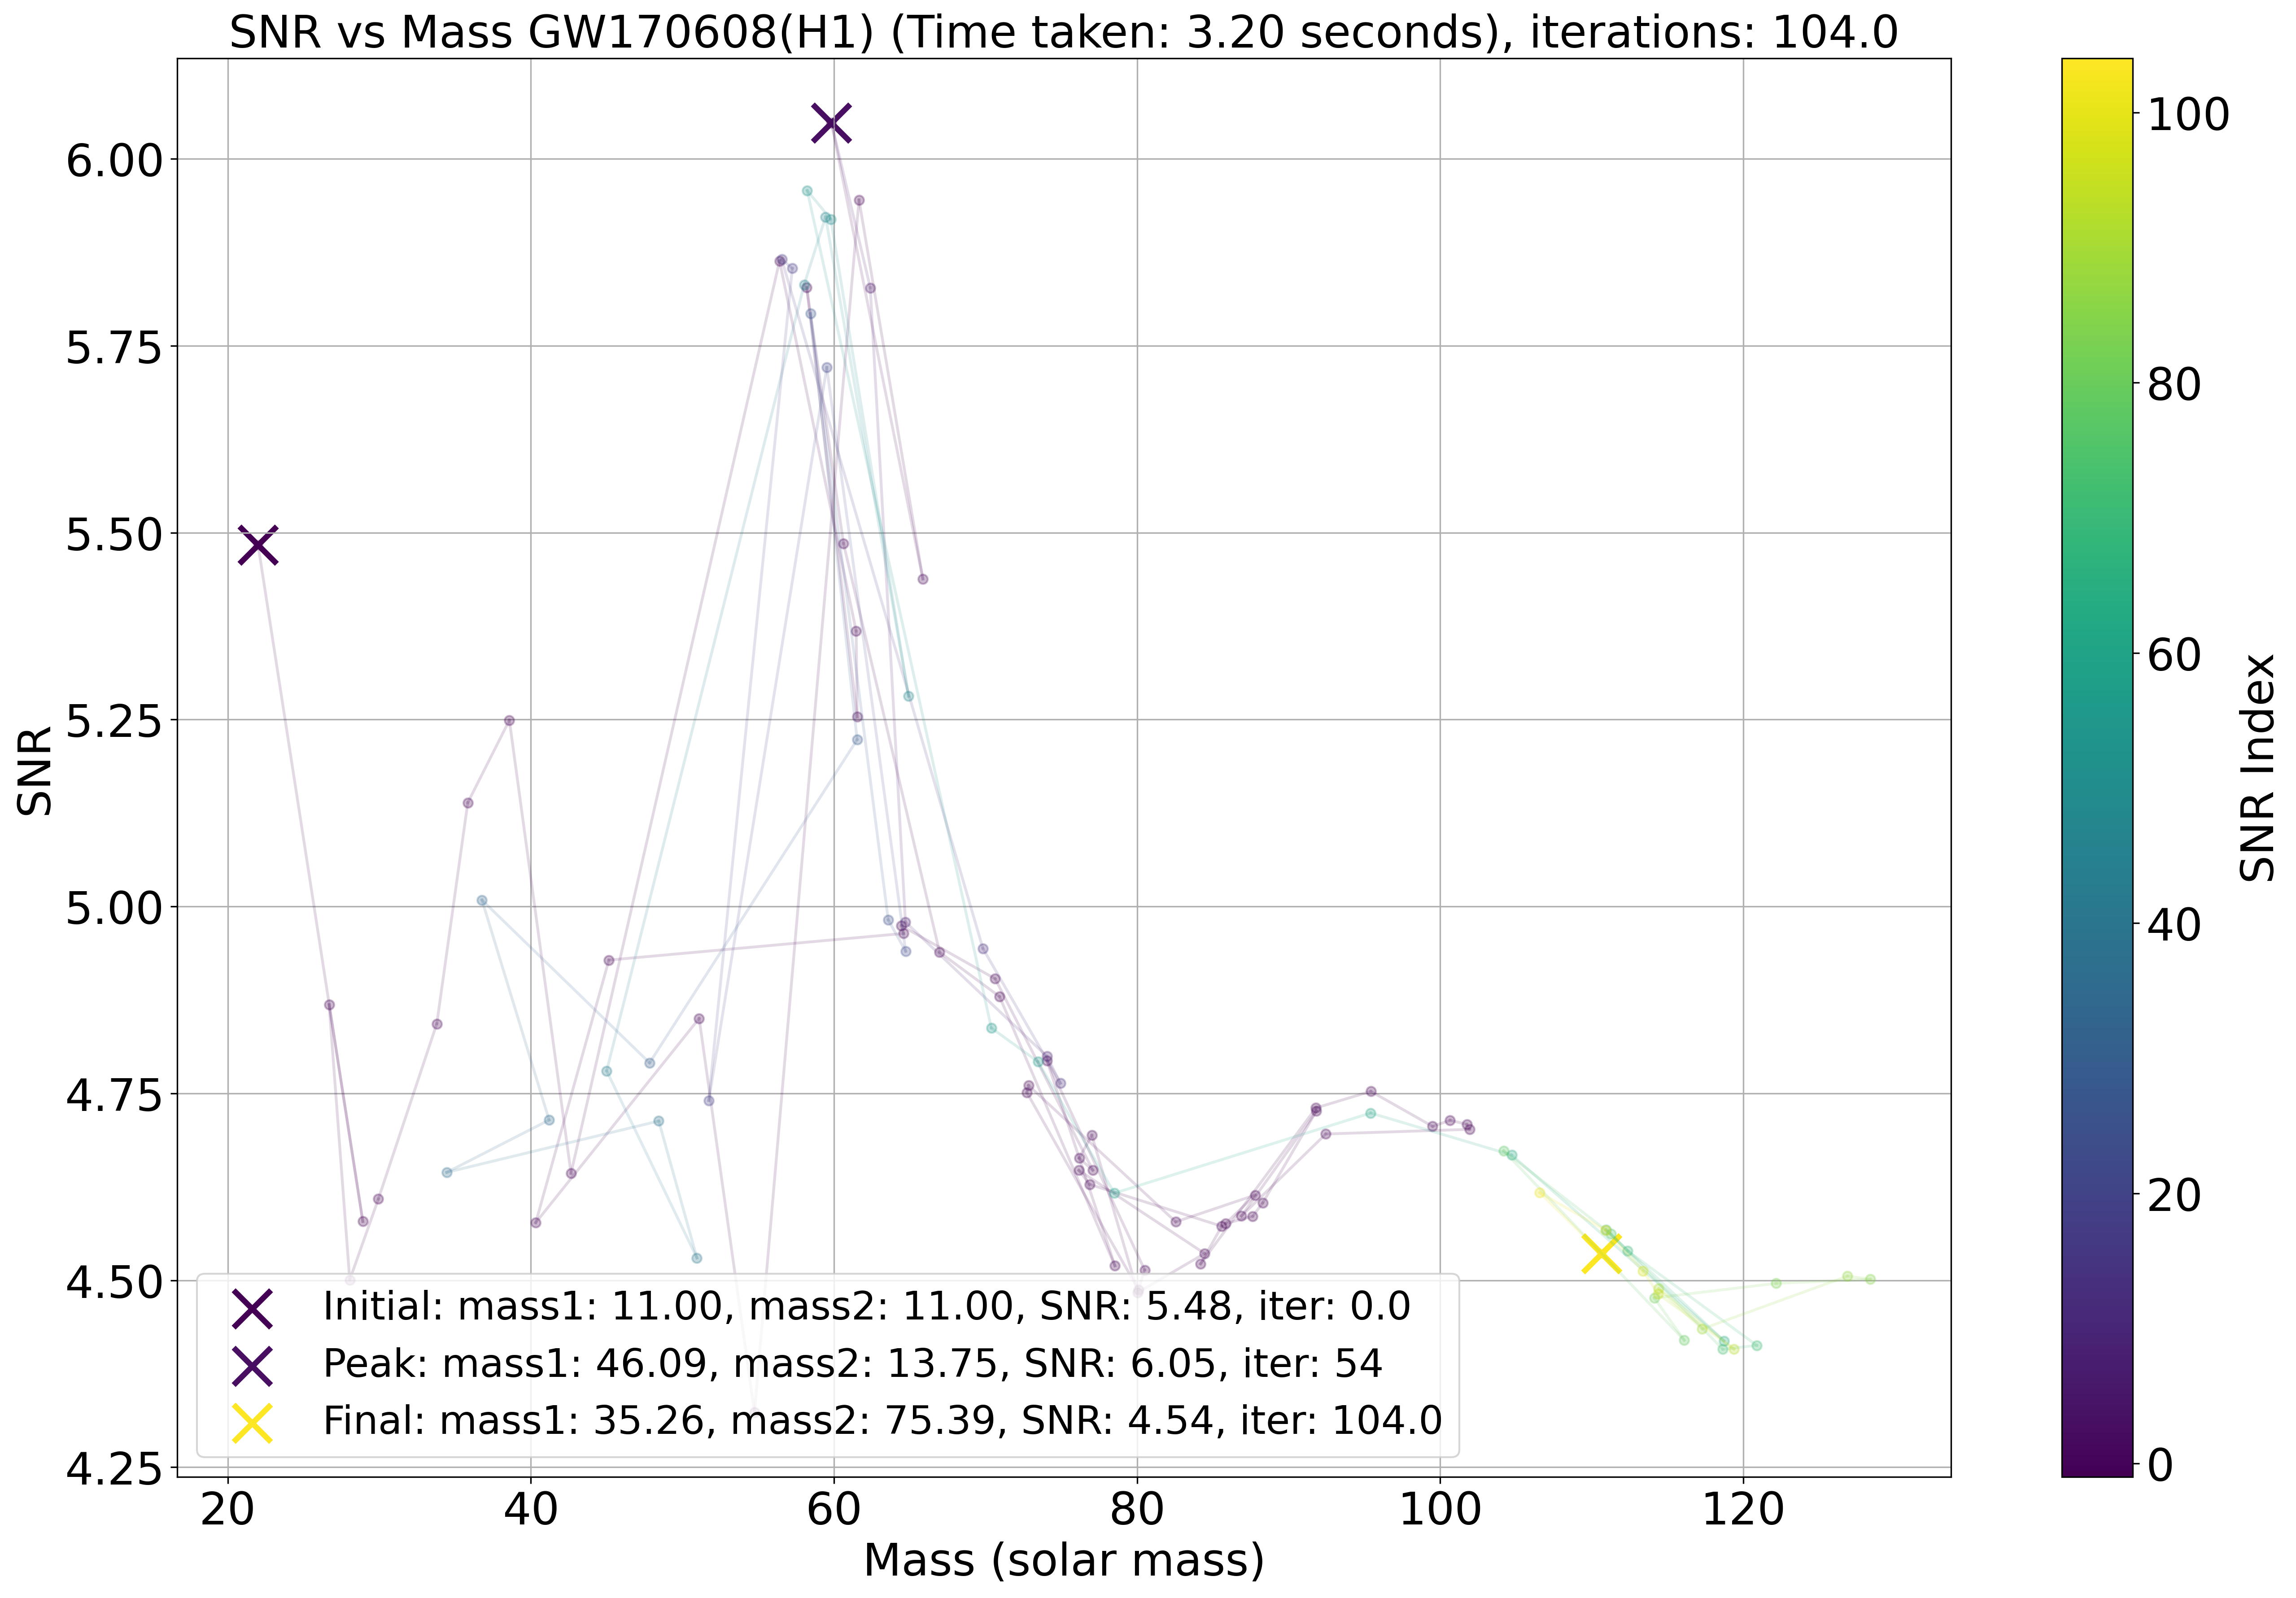 SNR vs Mass GW170608(H1) (Time taken: 3.20 seconds), iterations: 104.0
SNR
6.00
5.75
5.50
5.25
5.00
4.75
4.50
4.25
Initial: mass1: 11.00, mass2: 11.00, SNR: 5.48, iter: 0.0
Peak: mass1: 46.09, mass2: 13.75, SNR: 6.05, iter: 54
Final: mass1: 35.26, mass2: 75.39, SNR: 4.54, iter: 104.0
20 40 60 80 100 120
Mass (solar mass)
100
80
60
40
20
0
SNR Index